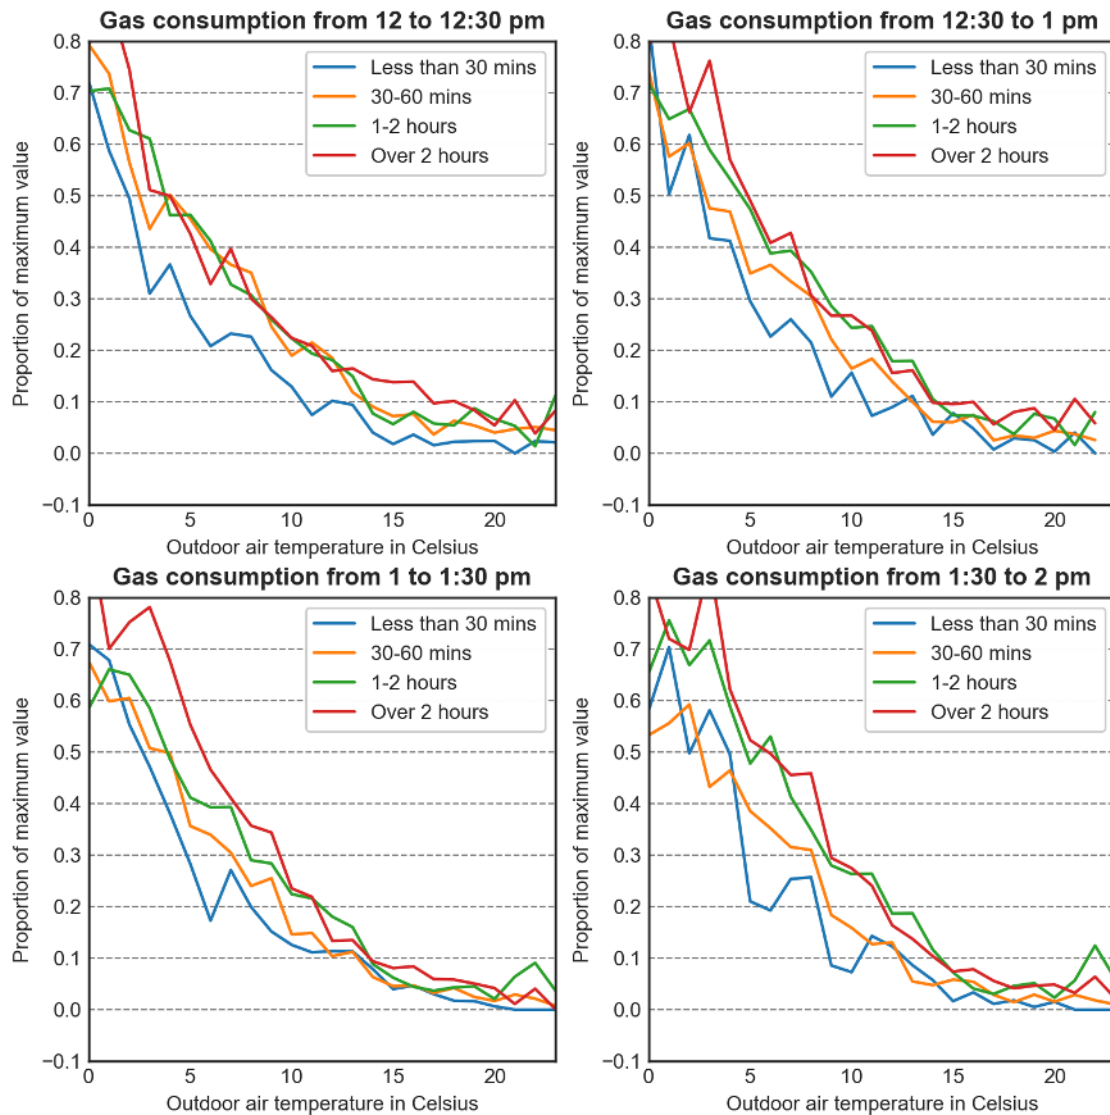 Gas consumption from 12 to 12:30 pm
0.8
0.7
0.6
0.5
0.4
0.3
0.2
0.1
0.0
−0.1
Proportion of maximum value
Less than 30 mins
30-60 mins
1-2 hours
Over 2 hours
0 5 10 15 20
Outdoor air temperature in Celsius
Gas consumption from 12:30 to 1 pm
0.8
0.7
0.6
0.5
0.4
0.3
0.2
0.1
0.0
−0.1
Proportion of maximum value
Less than 30 mins
30-60 mins
1-2 hours
Over 2 hours
0 5 10 15 20
Outdoor air temperature in Celsius
Gas consumption from 1 to 1:30 pm
0.8
0.7
0.6
0.5
0.4
0.3
0.2
0.1
0.0
−0.1
Proportion of maximum value
Less than 30 mins
30-60 mins
1-2 hours
Over 2 hours
0 5 10 15 20
Outdoor air temperature in Celsius
Gas consumption from 1:30 to 2 pm
0.8
0.7
0.6
0.5
0.4
0.3
0.2
0.1
0.0
−0.1
Proportion of maximum value
Less than 30 mins
30-60 mins
1-2 hours
Over 2 hours
0 5 10 15 20
Outdoor air temperature in Celsius